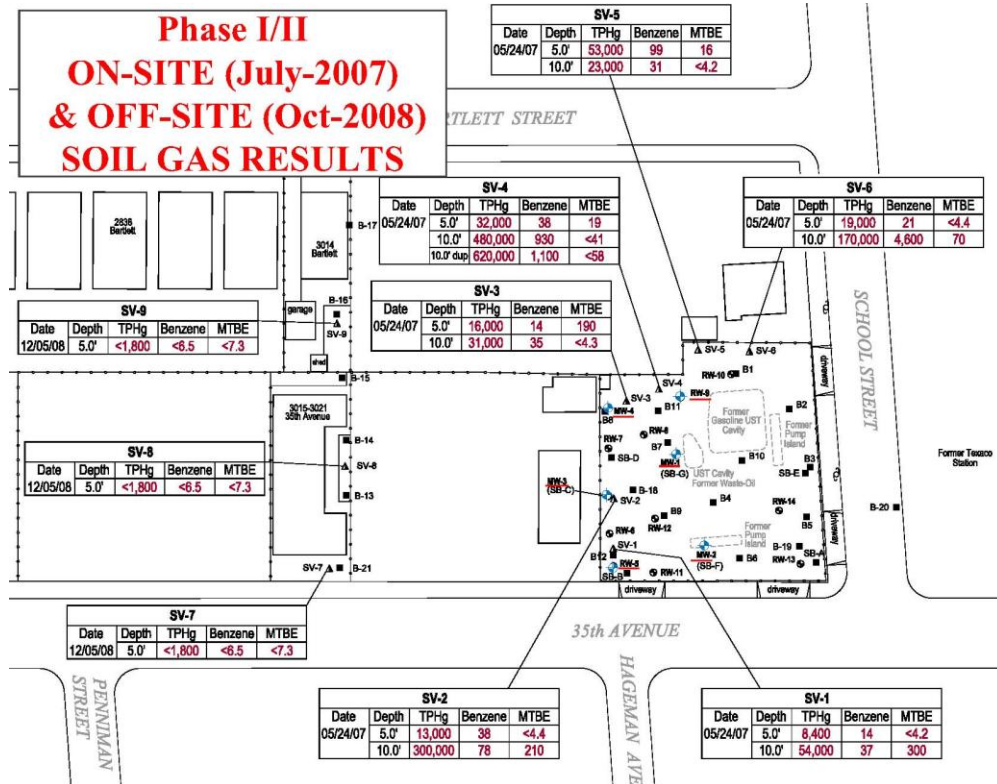 Phase I/II
ON-SITE (July-2007)
& OFF-SITE (Oct-2008)
SOIL GAS RESULTS
SV-5
Date Depth TPHg Benzene MTBE
05/24/07 5.0' 53,000 99 16
10.0' 23,000 31 <4.2
RTLETT STREET
SV-4
Date Depth TPHg Benzene MTBE
05/24/07 5.0' 32,000 38 19
10.0' 480,000 930 <41
10.0' dup 620,000 1,100 <58
SV-6
Date Depth TPHg Benzene MTBE
05/24/07 5.0' 19,000 21 <4.4
10.0' 170,000 4,600 70
2836
Bartlett
3014
Bartlett
B-17
SV-3
Date Depth TPHg Benzene MTBE
05/24/07 5.0' 16,000 14 190
10.0' 31,000 35 <4.3
SV-9
Date Depth TPHg Benzene MTBE
12/05/08 5.0' <1,800 <6.5 <7.3
garage
B-16
SV-9
shed
B-15
SCHOOL STREET
driveway
SV-5
SV-6
RW-10
B1
SV-4
SV-3
RW-9
MW-4
B8
B11
Former
Gasoline UST
Cavity
B2
Former
Pump
Island
3015-3021
35th Avenue
B-14
SV-8
B-13
RW-8
RW-7
B7
SB-D
MW-1
(SB-G)
B10
B3
SB-E
UST Cavity
Former Waste-Oil
Former Texaco
Station
SV-8
Date Depth TPHg Benzene MTBE
12/05/08 5.0' <1,800 <6.5 <7.3
MW-3
(SB-C)
SV-2
B-18
B4
RW-14
B-20
B9
RW-12
B5
driveway
RW-6
Former
Pump
Island
SV-1
B12
MW-2
(SB-F)
B-19
SB-A
B6
RW-13
RW-5
SB-B
RW-11
SV-7
B-21
driveway
driveway
SV-7
Date Depth TPHg Benzene MTBE
12/05/08 5.0' <1,800 <6.5 <7.3
35th AVENUE
PENNIMAN
STREET
HAGEMAN AVE
SV-2
Date Depth TPHg Benzene MTBE
05/24/07 5.0' 13,000 38 <4.4
10.0' 300,000 78 210
SV-1
Date Depth TPHg Benzene MTBE
05/24/07 5.0' 8,400 14 <4.2
10.0' 54,000 37 300